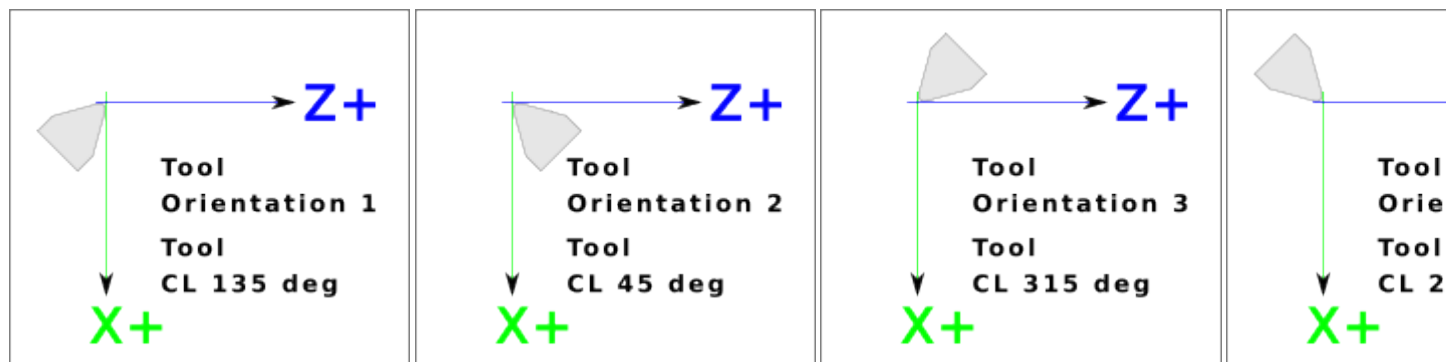 Z+
Tool
Orientation 1
Tool
CL 135 deg
X+
Z+
Tool
Orientation 2
Tool
CL 45 deg
X+
Z+
Tool
Orientation 3
Tool
CL 315 deg
X+
Tool
Tool
CL
X+